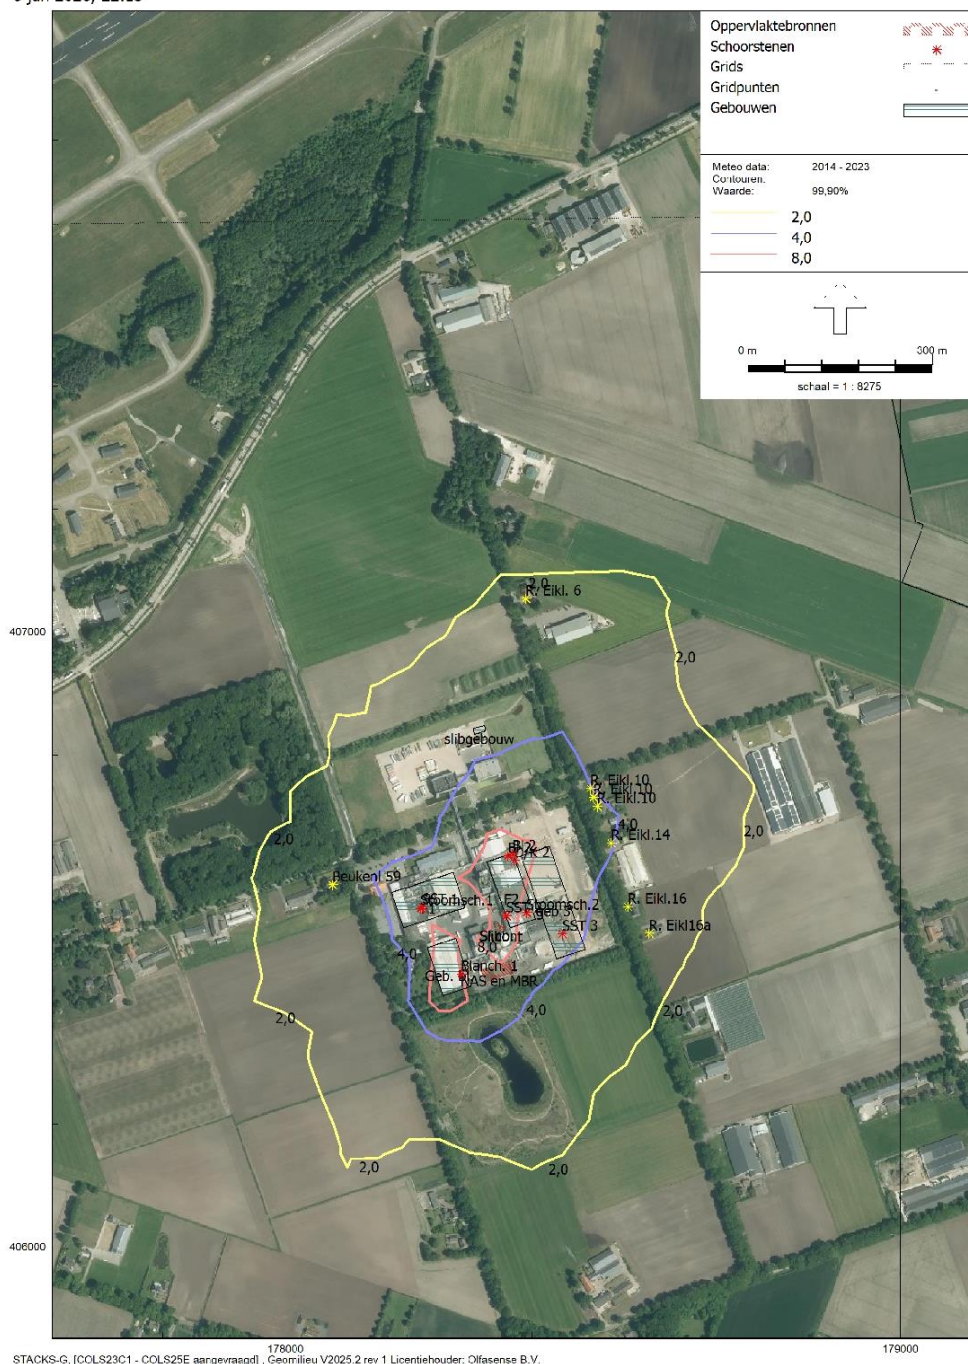 Oppervlaktebronnen
Schoorstenen
Grids
Gridpunten
Gebouwen
Meteo data: 2014 - 2023
Contouren:
Waarde: 99,90%
2,0
4,0
8,0
0 m 300 m
schaal = 1 : 8275
2,0
R. Eikl. 6
407000
2,0
slibgebouw
R. Eikl.10
R. Eikl.10
R. Eikl.10
4,0
2,0
2,0
R. Eikl.14
Beukenl 59
Stoomsch.1
Stoomsch.2
R. Eikl.16
SST 3
R. Eikl16a
8,0
4,0
Blanch. 1
Geb.
NAS en MBR
4,0
2,0
2,0
2,0
2,0
406000
178000 179000
STACKS-G, [COLS23C1 - COLS25E aangevraagd] , Geomilieu V2025.2 rev 1 Licentiehouder: Olfasense B.V.